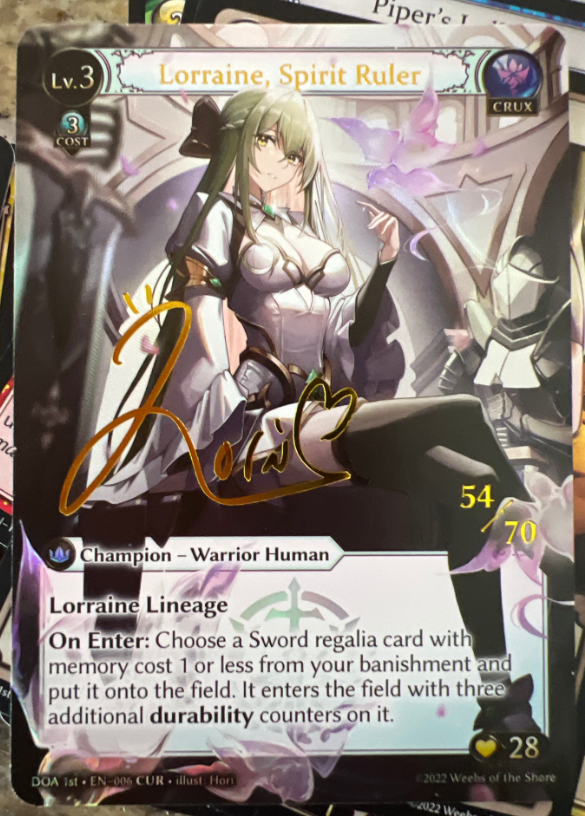 Piper's
Lv.3
Lorraine, Spirit Ruler
CRUX
3
COST
54
70
Champion – Warrior Human
Lorraine Lineage
On Enter: Choose a Sword regalia card with
memory cost 1 or less from your banishment and
put it onto the field. It enters the field with three
additional durability counters on it.
28
DOA 1st • EN-006 CUR • illust: Hori
©2022 Weebs of the Shore
©2022 Weebs